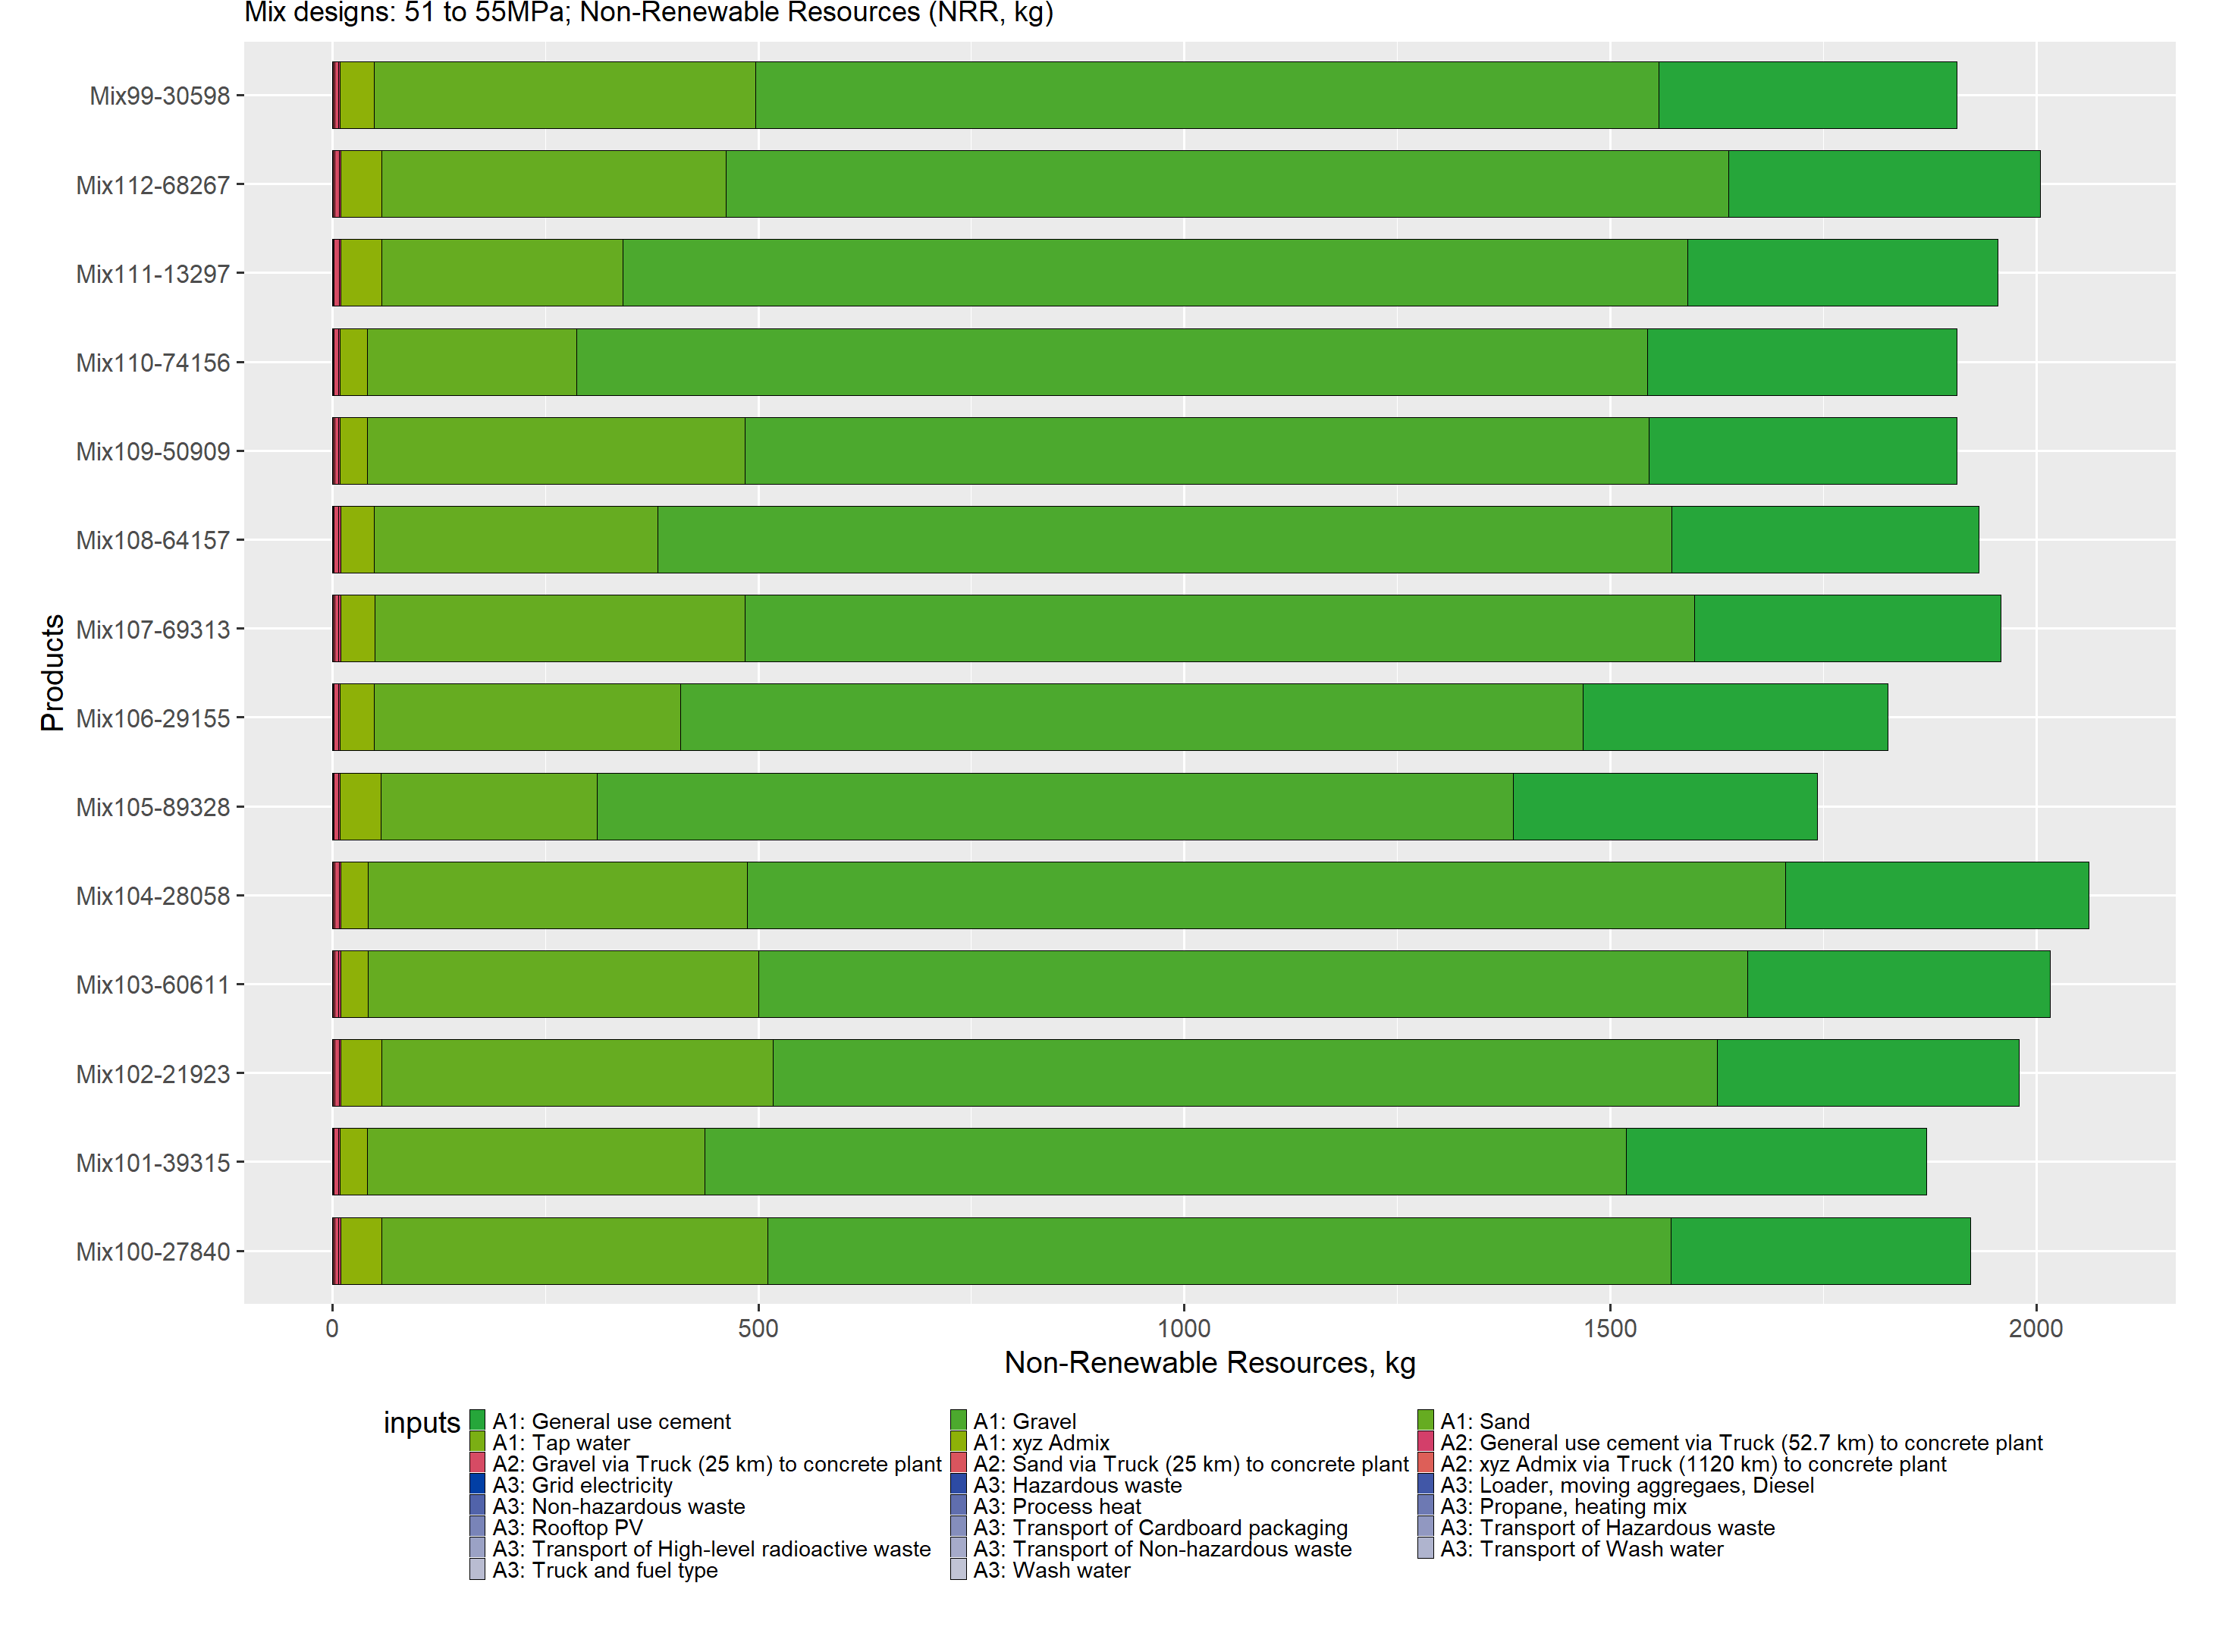 Mix designs: 51 to 55MPa; Non-Renewable Resources (NRR, kg)
Products
Mix99-30598
Mix112-68267
Mix111-13297
Mix110-74156
Mix109-50909
Mix108-64157
Mix107-69313
Mix106-29155
Mix105-89328
Mix104-28058
Mix103-60611
Mix102-21923
Mix101-39315
Mix100-27840
0 500 1000 1500 2000
Non-Renewable Resources, kg
inputs
A1: General use cement A1: Gravel A1: Sand
A1: Tap water A1: xyz Admix A2: General use cement via Truck (52.7 km) to concrete plant
A2: Gravel via Truck (25 km) to concrete plant A2: Sand via Truck (25 km) to concrete plant A2: xyz Admix via Truck (1120 km) to concrete plant
A3: Grid electricity A3: Hazardous waste A3: Loader, moving aggregaes, Diesel
A3: Non-hazardous waste A3: Process heat A3: Propane, heating mix
A3: Rooftop PV A3: Transport of Cardboard packaging A3: Transport of Hazardous waste
A3: Transport of High-level radioactive waste A3: Transport of Non-hazardous waste A3: Transport of Wash water
A3: Truck and fuel type A3: Wash water